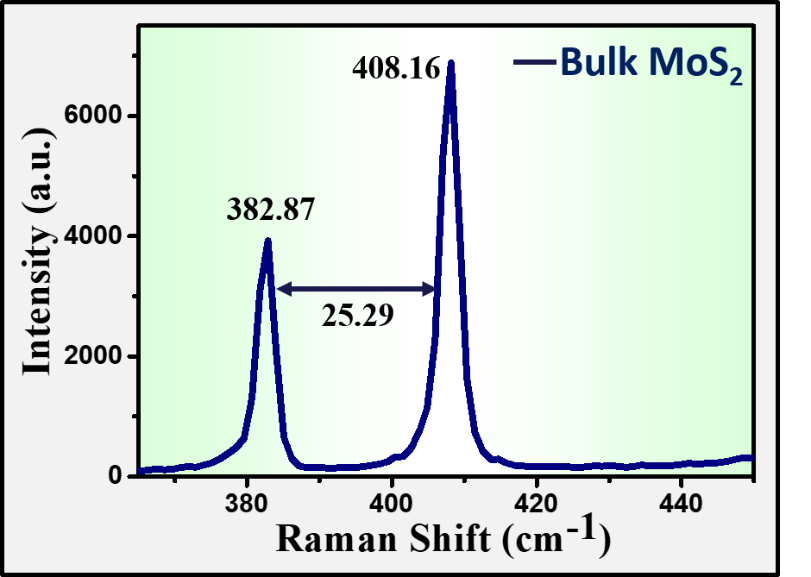 Bulk MoS₂
408.16
382.87
25.29
6000
4000
2000
0
Intensity (a.u.)
380 400 420 440
Raman Shift (cm⁻¹)